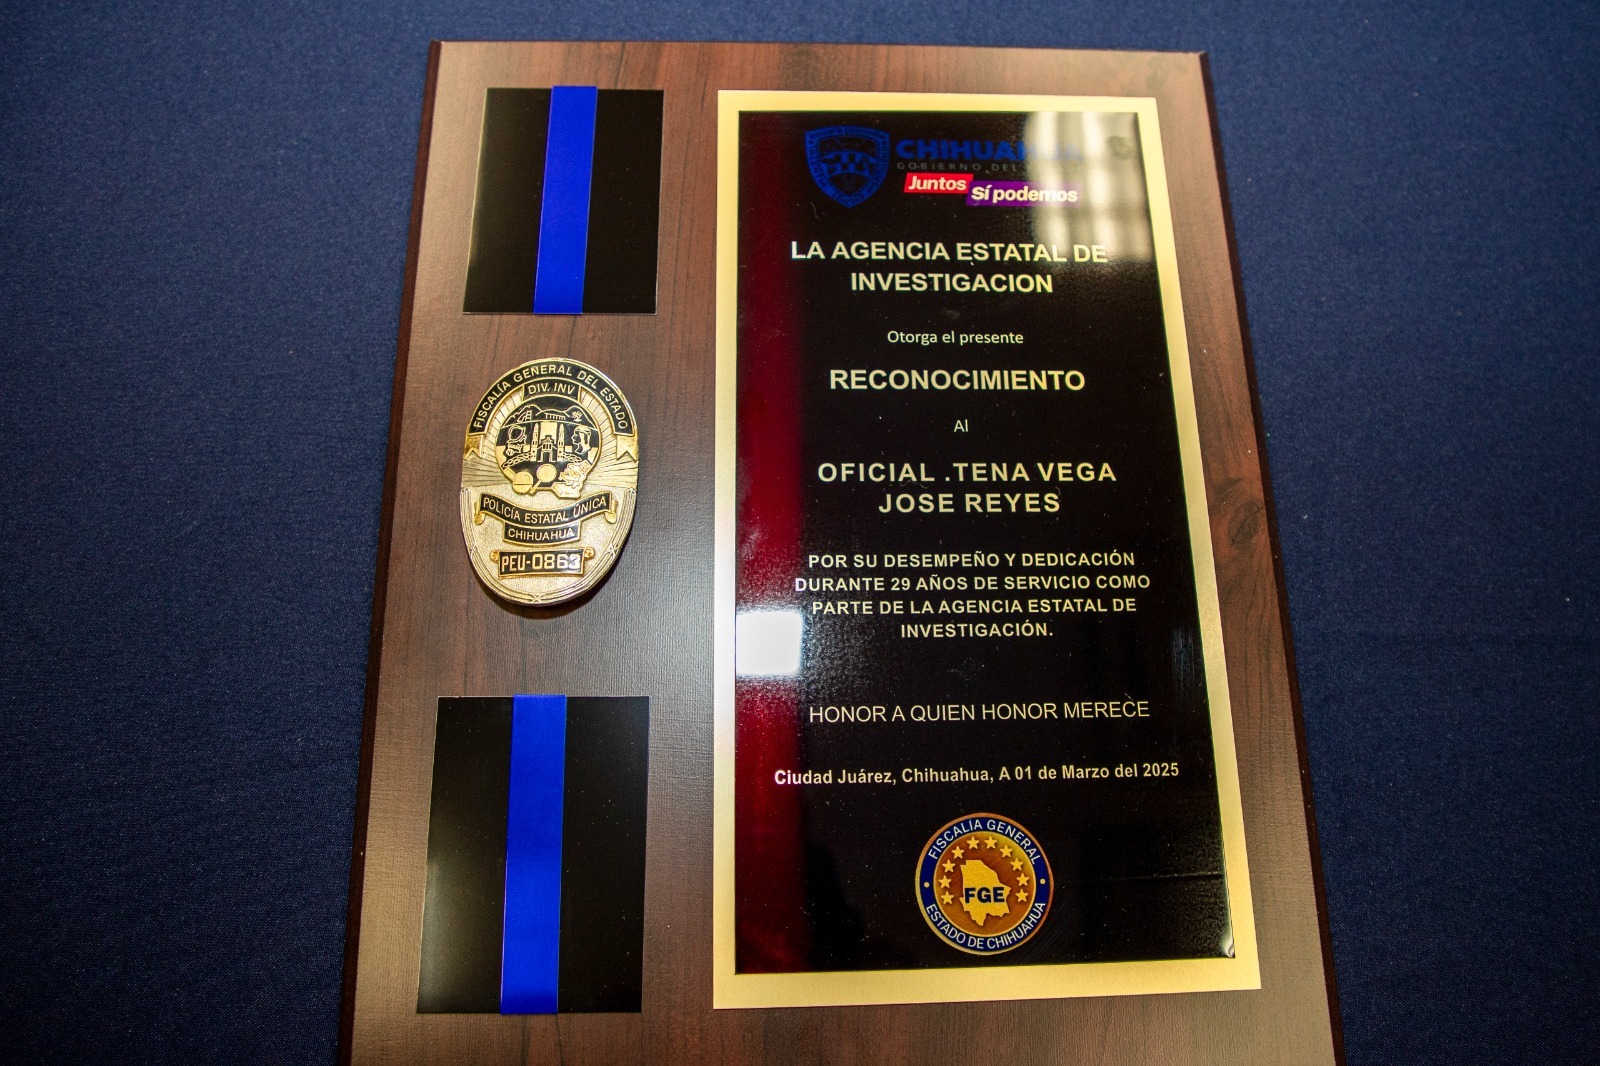 FISCALÍA GENERAL DEL ESTADO
DIV. INV
POLICÍA ESTATAL ÚNICA
CHIHUAHUA
PEU-0863
CHIHUAHUA
GOBIERNO DEL
Juntos
Sí podemos
LA AGENCIA ESTATAL DE
INVESTIGACION
Otorga el presente
RECONOCIMIENTO
Al
OFICIAL .TENA VEGA
JOSE REYES
POR SU DESEMPEÑO Y DEDICACIÓN
DURANTE 29 AÑOS DE SERVICIO COMO
PARTE DE LA AGENCIA ESTATAL DE
INVESTIGACIÓN.
HONOR A QUIEN HONOR MERECE
Ciudad Juárez, Chihuahua, A 01 de Marzo del 2025
FISCALIA GENERAL
FGE
ESTADO DE CHIHUAHUA